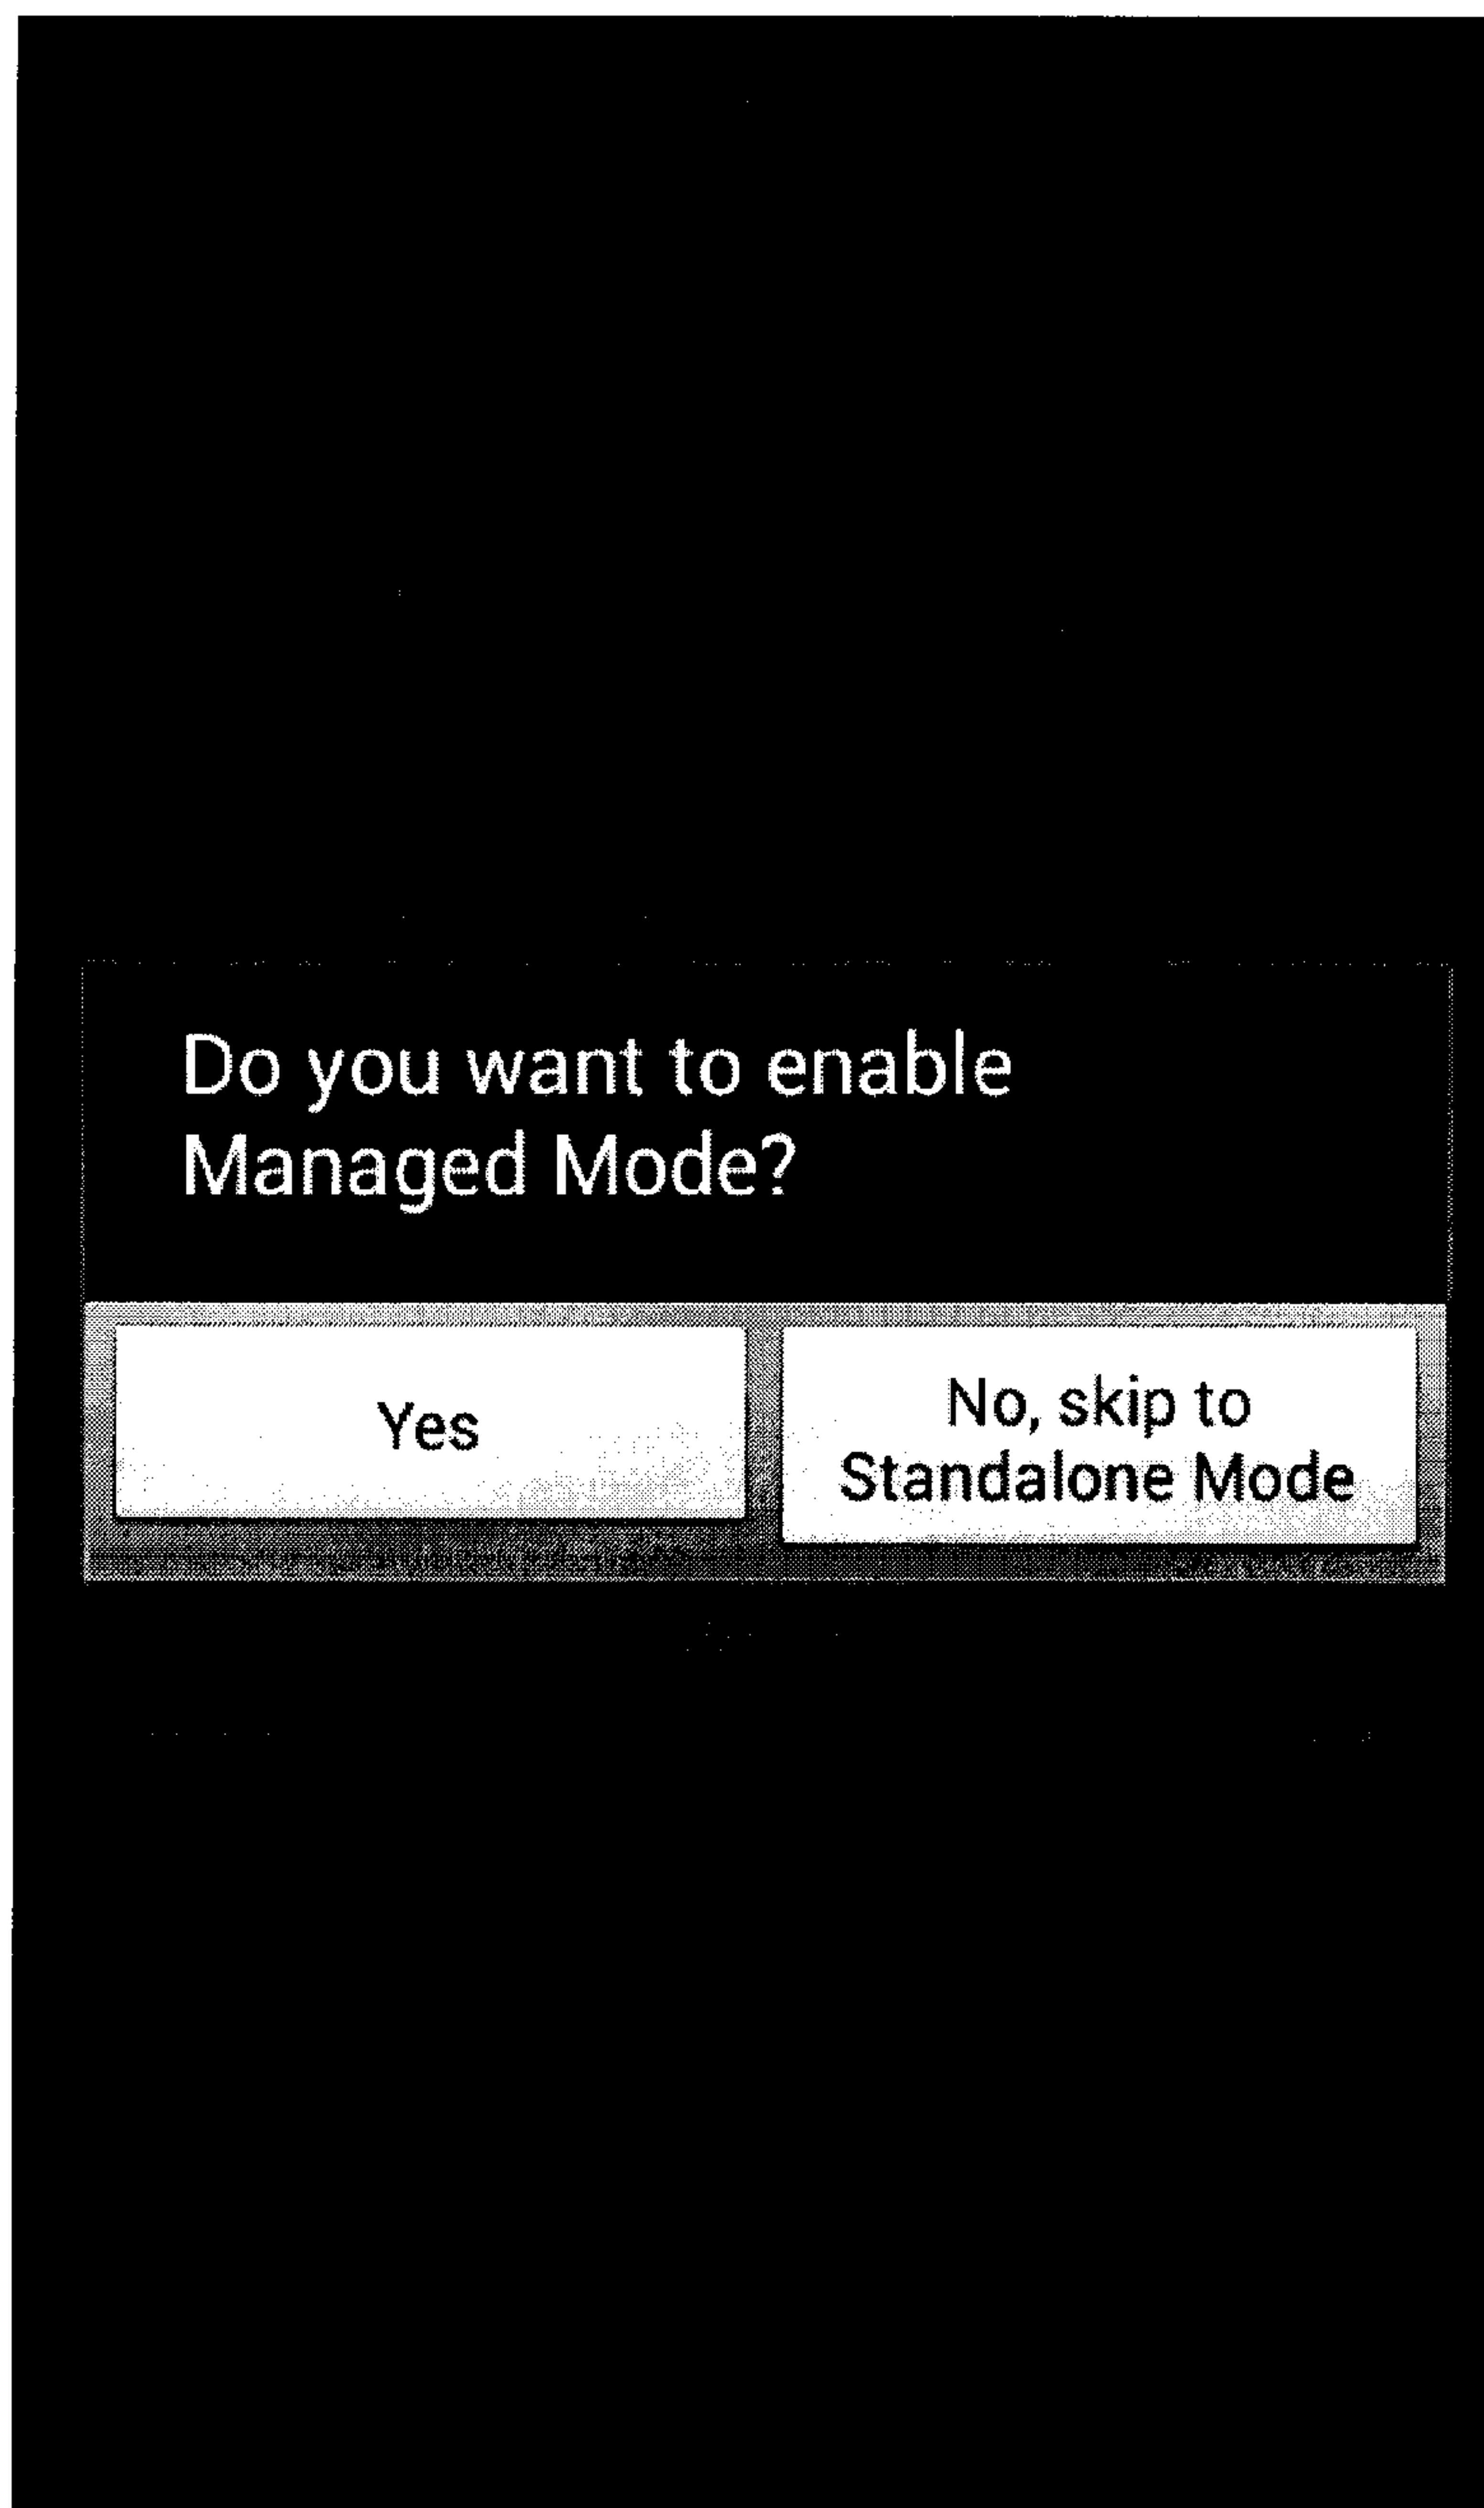 Do you want to enable
Managed Mode?
Yes
No, skip to
Standalone Mode